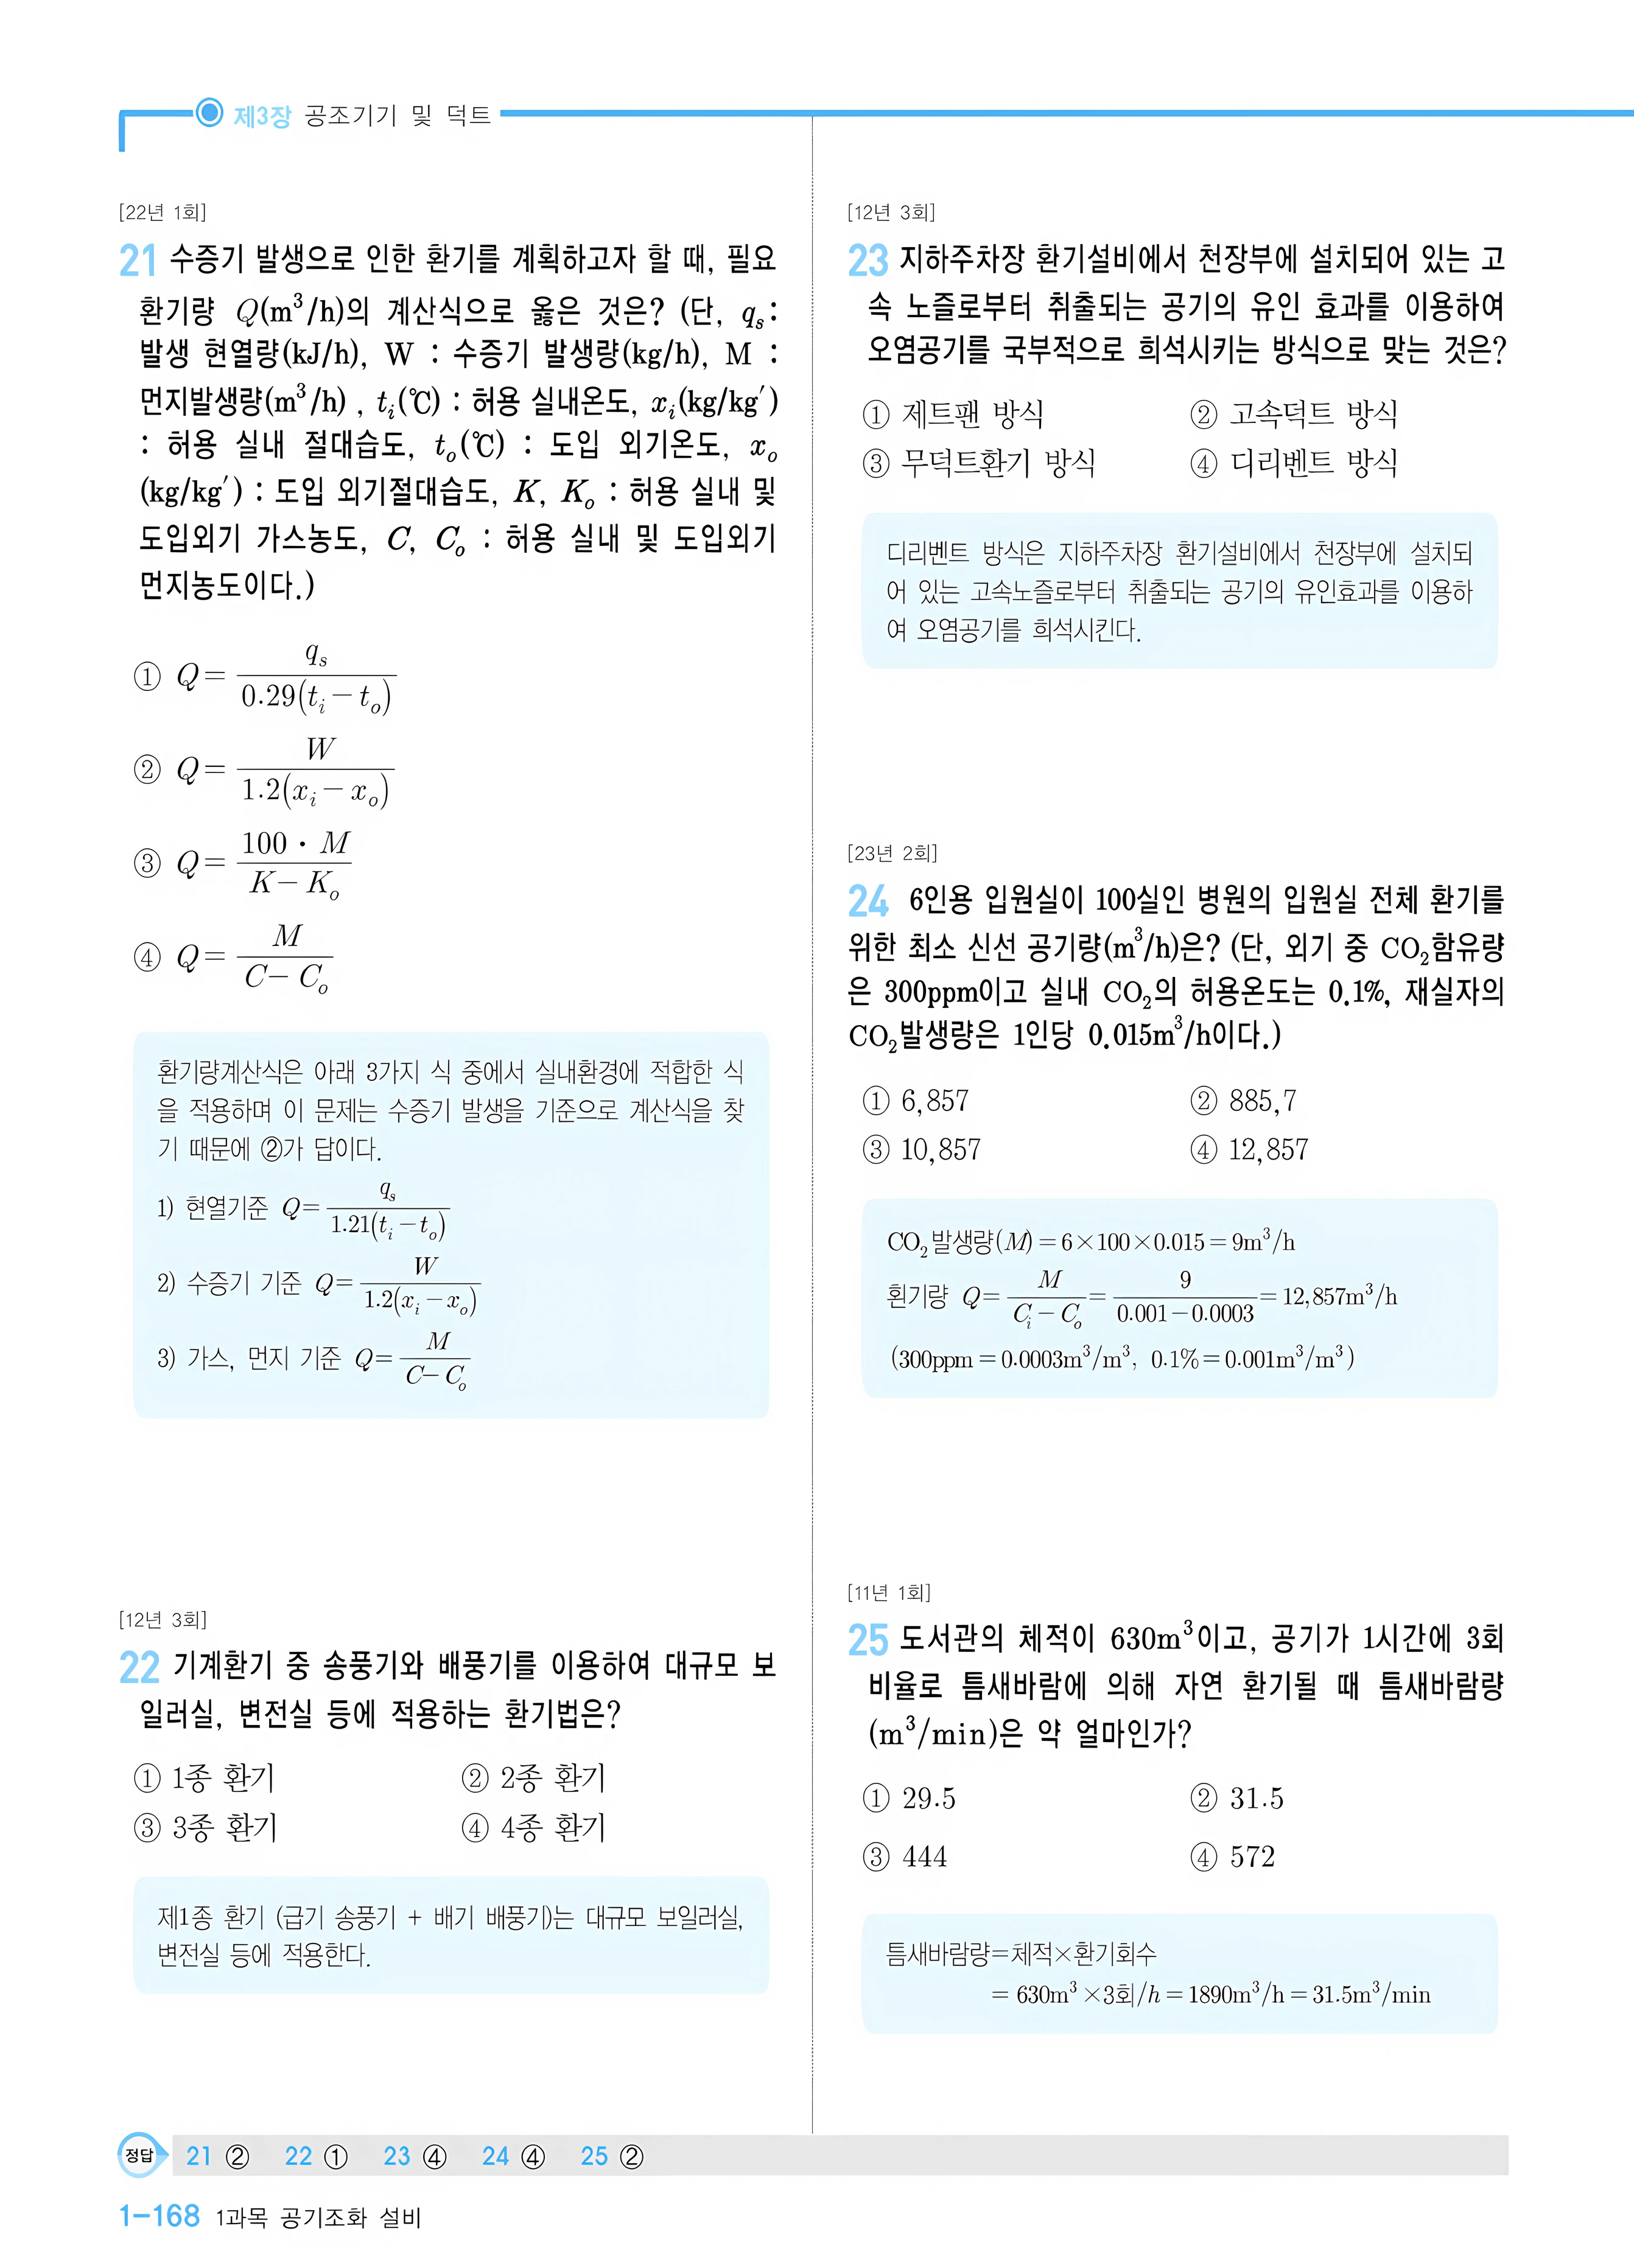 제3장 공조기기 및 덕트
[22년 1회]
21 수증기 발생으로 인한 환기를 계획하고자 할 때, 필요
환기량 Q(m³/h)의 계산식으로 옳은 것은? (단, qₛ:
발생 현열량(kJ/h), W : 수증기 발생량(kg/h), M :
먼지발생량(m³/h) , tᵢ(℃) : 허용 실내온도, xᵢ(kg/kg′)
: 허용 실내 절대습도, tₒ(℃) : 도입 외기온도, xₒ
(kg/kg′) : 도입 외기절대습도, K, Kₒ : 허용 실내 및
도입외기 가스농도, C, Cₒ : 허용 실내 및 도입외기
먼지농도이다.)
① Q= qₛ / 0.29(tᵢ−tₒ)
② Q= W / 1.2(xᵢ−xₒ)
③ Q= 100・M / K−Kₒ
④ Q= M / C−Cₒ
환기량계산식은 아래 3가지 식 중에서 실내환경에 적합한 식
을 적용하며 이 문제는 수증기 발생을 기준으로 계산식을 찾
기 때문에 ②가 답이다.
1) 현열기준 Q= qₛ / 1.21(tᵢ−tₒ)
2) 수증기 기준 Q= W / 1.2(xᵢ−xₒ)
3) 가스, 먼지 기준 Q= M / C−Cₒ
[12년 3회]
22 기계환기 중 송풍기와 배풍기를 이용하여 대규모 보
일러실, 변전실 등에 적용하는 환기법은?
① 1종 환기 ② 2종 환기
③ 3종 환기 ④ 4종 환기
제1종 환기 (급기 송풍기 + 배기 배풍기)는 대규모 보일러실,
변전실 등에 적용한다.
[12년 3회]
23 지하주차장 환기설비에서 천장부에 설치되어 있는 고
속 노즐로부터 취출되는 공기의 유인 효과를 이용하여
오염공기를 국부적으로 희석시키는 방식으로 맞는 것은?
① 제트팬 방식 ② 고속덕트 방식
③ 무덕트환기 방식 ④ 디리벤트 방식
디리벤트 방식은 지하주차장 환기설비에서 천장부에 설치되
어 있는 고속노즐로부터 취출되는 공기의 유인효과를 이용하
여 오염공기를 희석시킨다.
[23년 2회]
24 6인용 입원실이 100실인 병원의 입원실 전체 환기를
위한 최소 신선 공기량(m³/h)은? (단, 외기 중 CO₂함유량
은 300ppm이고 실내 CO₂의 허용온도는 0.1%, 재실자의
CO₂발생량은 1인당 0.015m³/h이다.)
① 6,857 ② 885,7
③ 10,857 ④ 12,857
CO₂발생량(M)=6×100×0.015=9m³/h
횐기량 Q= M / Cᵢ−Cₒ = 9 / 0.001−0.0003 =12,857m³/h
(300ppm=0.0003m³/m³, 0.1%=0.001m³/m³)
[11년 1회]
25 도서관의 체적이 630m³이고, 공기가 1시간에 3회
비율로 틈새바람에 의해 자연 환기될 때 틈새바람량
(m³/min)은 약 얼마인가?
① 29.5 ② 31.5
③ 444 ④ 572
틈새바람량=체적×환기회수
= 630m³×3회/h=1890m³/h=31.5m³/min
정답 21 ② 22 ① 23 ④ 24 ④ 25 ②
1-168 1과목 공기조화 설비